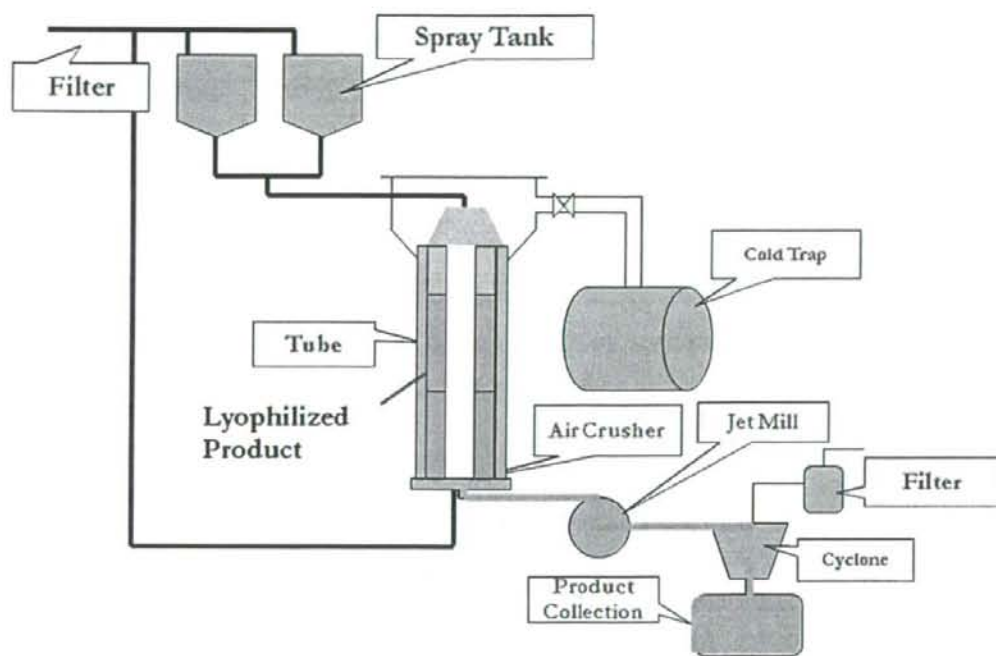 Spray Tank
Filter
Cold Trap
Tube
Lyophilized
Product
Air Crusher
Jet Mill
Filter
Cyclone
Product
Collection